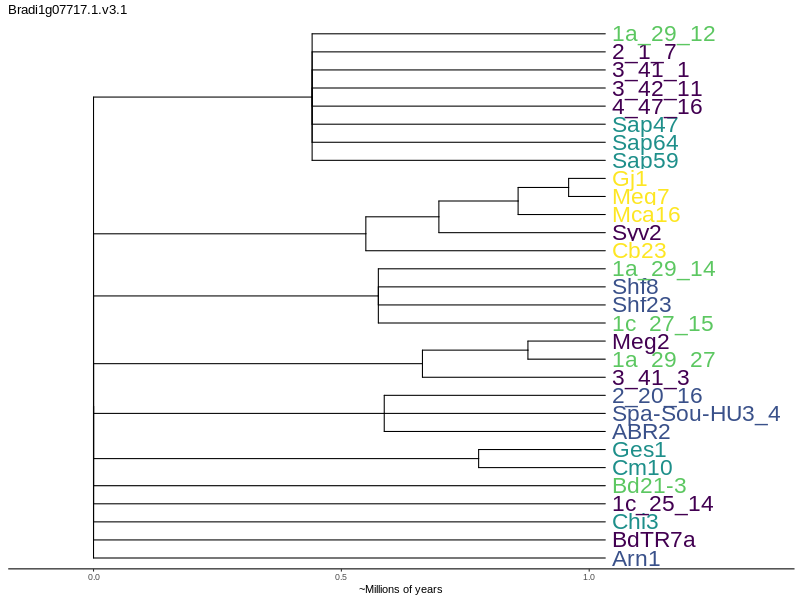 Bradi1g07717.1.v3.1
1a_29_12
2_1_7
3_41_1
3_42_11
4_47_16
Sap47
Sap64
Sap59
Gj1
Meg7
Mca16
Syv2
Cb23
1a_29_14
Shf8
Shf23
1c_27_15
Meg2
1a_29_27
3_41_3
2_20_16
Spa-Sou-HU3_4
ABR2
Ges1
Cm10
Bd21-3
1c_25_14
Chi3
BdTR7a
Arn1
0.0 0.5 1.0
~Millions of years